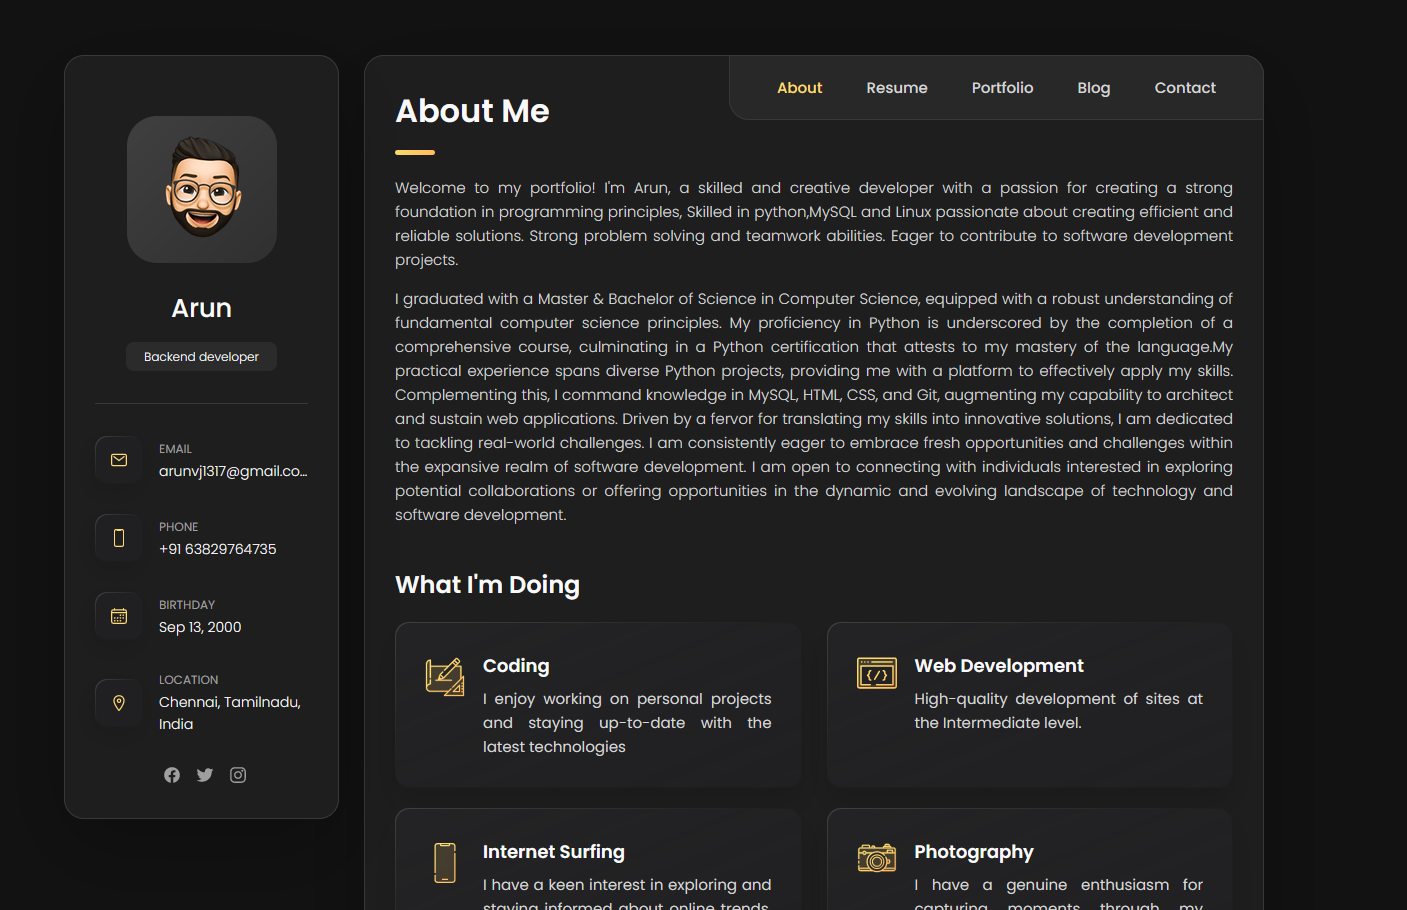 Arun
Backend developer
EMAIL
arunvj1317@gmail.co...
PHONE
+91 63829764735
BIRTHDAY
Sep 13, 2000
LOCATION
Chennai, Tamilnadu,
India
About Resume Portfolio Blog Contact
About Me
Welcome to my portfolio! I'm Arun, a skilled and creative developer with a passion for creating a strong
foundation in programming principles, Skilled in python,MySQL and Linux passionate about creating efficient and
reliable solutions. Strong problem solving and teamwork abilities. Eager to contribute to software development
projects.
I graduated with a Master & Bachelor of Science in Computer Science, equipped with a robust understanding of
fundamental computer science principles. My proficiency in Python is underscored by the completion of a
comprehensive course, culminating in a Python certification that attests to my mastery of the language.My
practical experience spans diverse Python projects, providing me with a platform to effectively apply my skills.
Complementing this, I command knowledge in MySQL, HTML, CSS, and Git, augmenting my capability to architect
and sustain web applications. Driven by a fervor for translating my skills into innovative solutions, I am dedicated
to tackling real-world challenges. I am consistently eager to embrace fresh opportunities and challenges within
the expansive realm of software development. I am open to connecting with individuals interested in exploring
potential collaborations or offering opportunities in the dynamic and evolving landscape of technology and
software development.
What I'm Doing
Coding
I enjoy working on personal projects
and staying up-to-date with the
latest technologies
Web Development
High-quality development of sites at
the Intermediate level.
Internet Surfing
I have a keen interest in exploring and
staying informed about online trends,
Photography
I have a genuine enthusiasm for
capturing moments through my